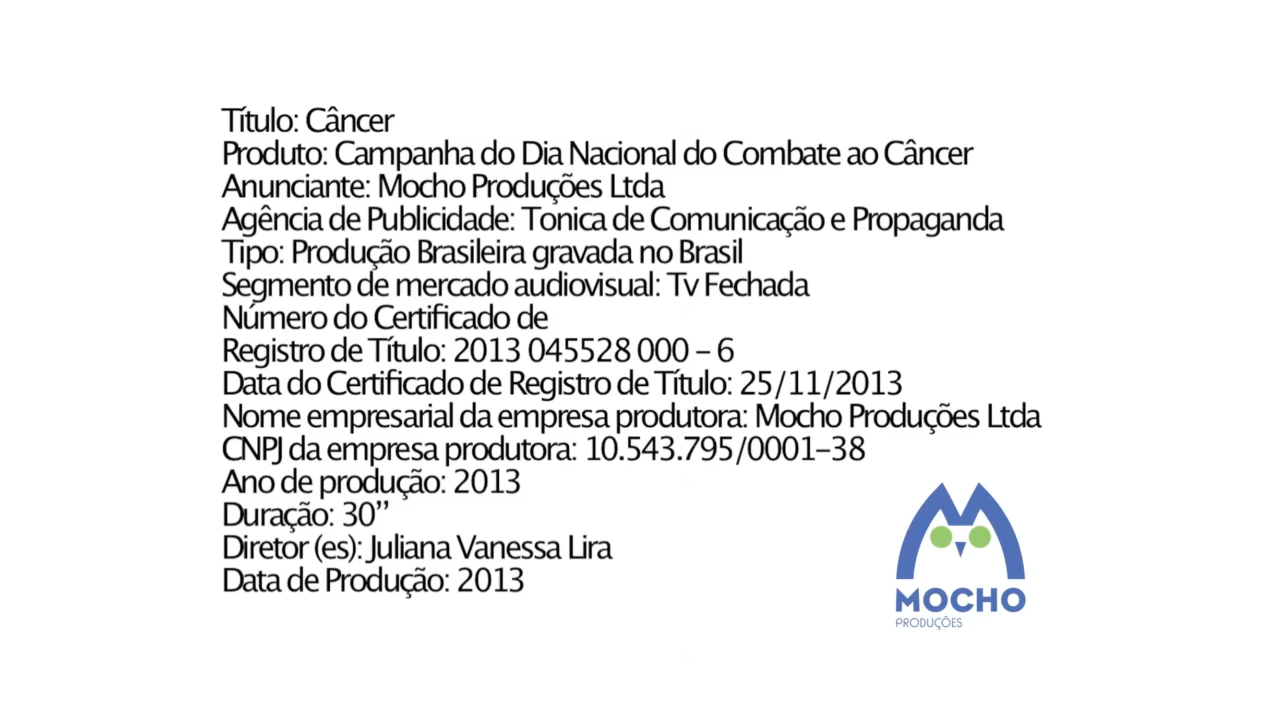 Título: Câncer
Produto: Campanha do Dia Nacional do Combate ao Câncer
Anunciante: Mocho Produções Ltda
Agência de Publicidade: Tonica de Comunicação e Propaganda
Tipo: Produção Brasileira gravada no Brasil
Segmento de mercado audiovisual: Tv Fechada
Número do Certificado de
Registro de Título: 2013 045528 000 – 6
Data do Certificado de Registro de Título: 25/11/2013
Nome empresarial da empresa produtora: Mocho Produções Ltda
CNPJ da empresa produtora: 10.543.795/0001–38
Ano de produção: 2013
Duração: 30”
Diretor (es): Juliana Vanessa Lira
Data de Produção: 2013
MOCHO
PRODUÇÕES